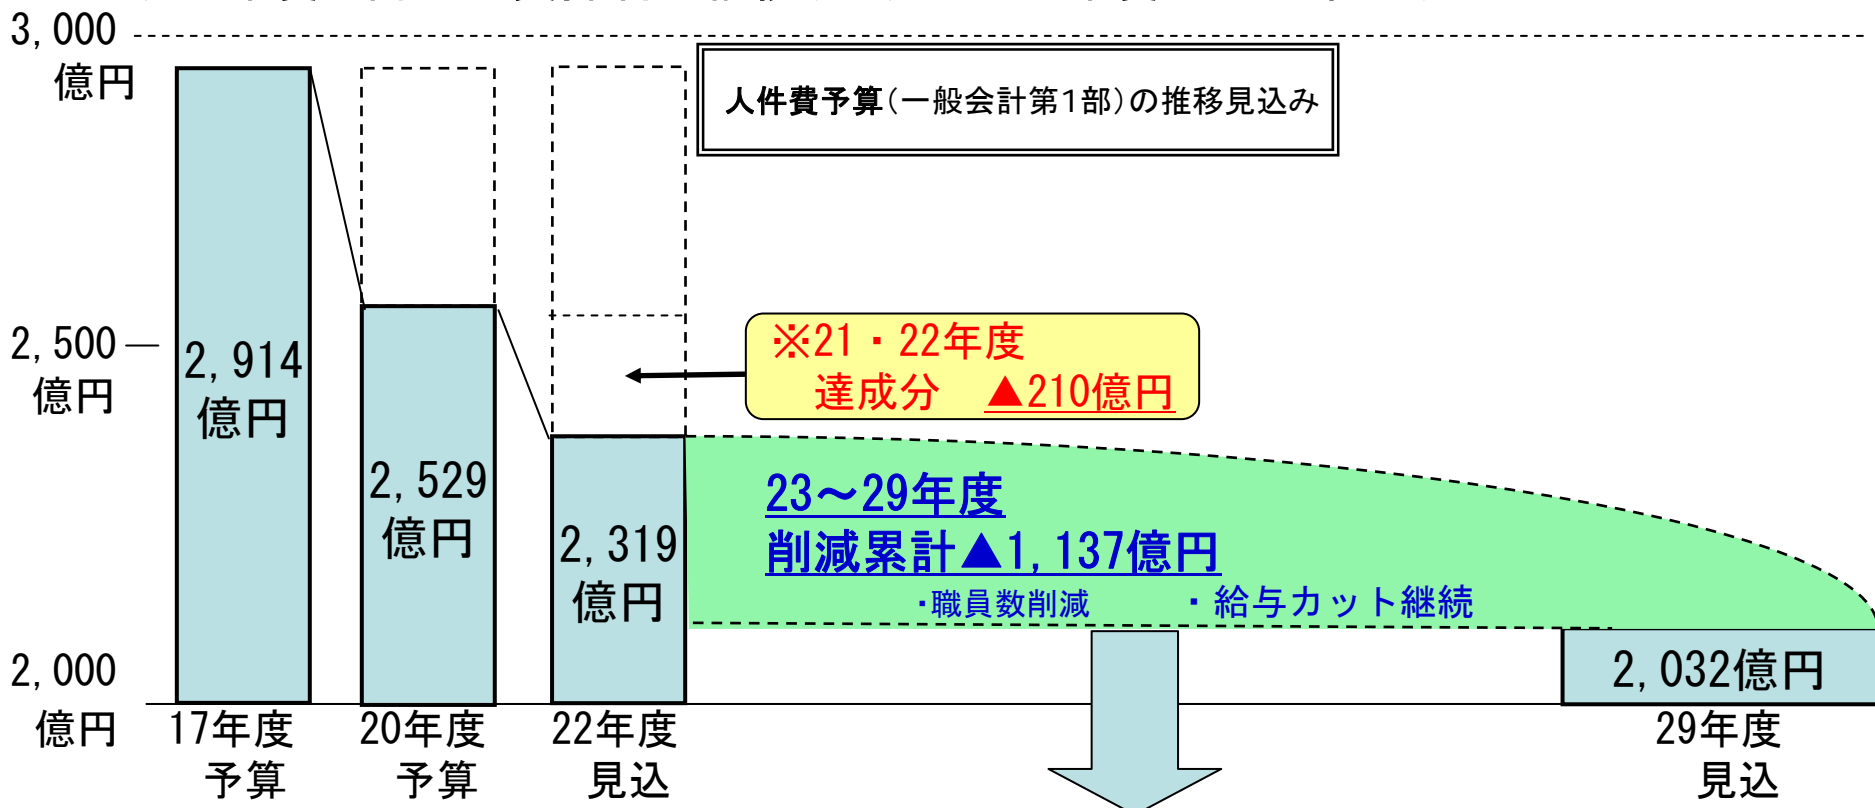 3,000
億円
人件費予算(一般会計第1部)の推移見込み
2,500
億円
2,914
億円
※21・22年度
達成分 ▲210億円
2,529
億円
23～29年度
削減累計▲1,137億円
・職員数削減 ・給与カット継続
2,319
億円
2,032億円
2,000
億円
17年度
予算
20年度
予算
22年度
見込
29年度
見込